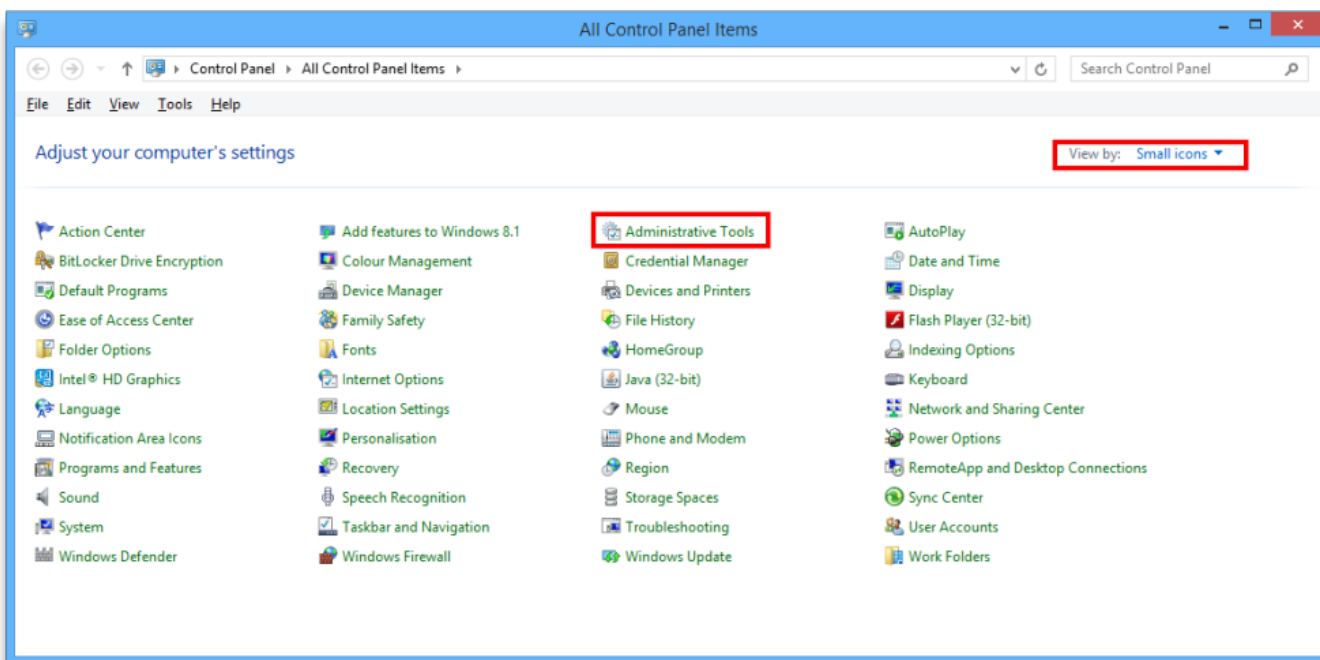 All Control Panel Items
Control Panel All Control Panel Items Search Control Panel
File Edit View Tools Help
Adjust your computer's settings View by: Small icons
Action Center Add features to Windows 8.1 Administrative Tools AutoPlay
BitLocker Drive Encryption Colour Management Credential Manager Date and Time
Default Programs Device Manager Devices and Printers Display
Ease of Access Center Family Safety File History Flash Player (32-bit)
Folder Options Fonts HomeGroup Indexing Options
Intel® HD Graphics Internet Options Java (32-bit) Keyboard
Language Location Settings Mouse Network and Sharing Center
Notification Area Icons Personalisation Phone and Modem Power Options
Programs and Features Recovery Region RemoteApp and Desktop Connections
Sound Speech Recognition Storage Spaces Sync Center
System Taskbar and Navigation Troubleshooting User Accounts
Windows Defender Windows Firewall Windows Update Work Folders